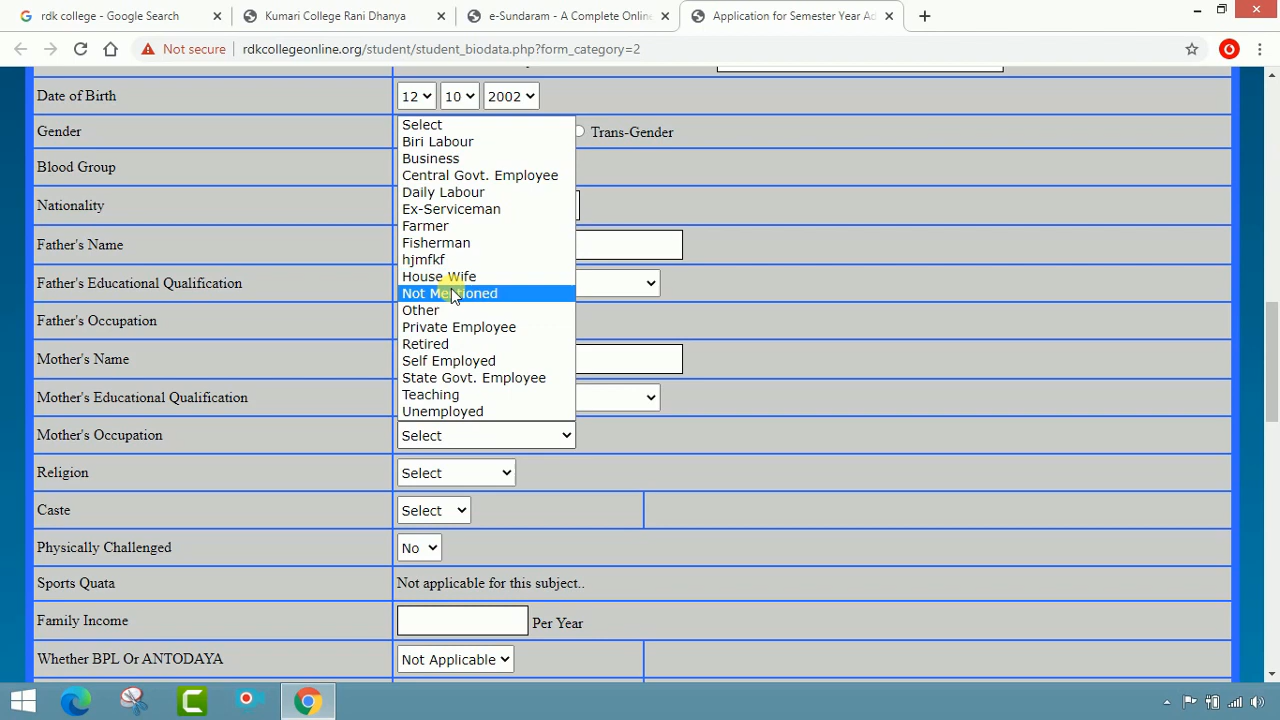 rdk college - Google Search
Kumari College Rani Dhanya
e-Sundaram - A Complete Online
Application for Semester Year Ad
Not secure
rdkcollegeonline.org/student/student_biodata.php?form_category=2
Date of Birth
12 10 2002
Gender
Trans-Gender
Blood Group
Nationality
Father's Name
Father's Educational Qualification
Father's Occupation
Mother's Name
Mother's Educational Qualification
Select
Biri Labour
Business
Central Govt. Employee
Daily Labour
Ex-Serviceman
Farmer
Fisherman
hjmfkf
House Wife
Not Mentioned
Other
Private Employee
Retired
Self Employed
State Govt. Employee
Teaching
Unemployed
Mother's Occupation
Select
Religion
Select
Caste
Select
Physically Challenged
No
Sports Quata
Not applicable for this subject..
Family Income
Per Year
Whether BPL Or ANTODAYA
Not Applicable